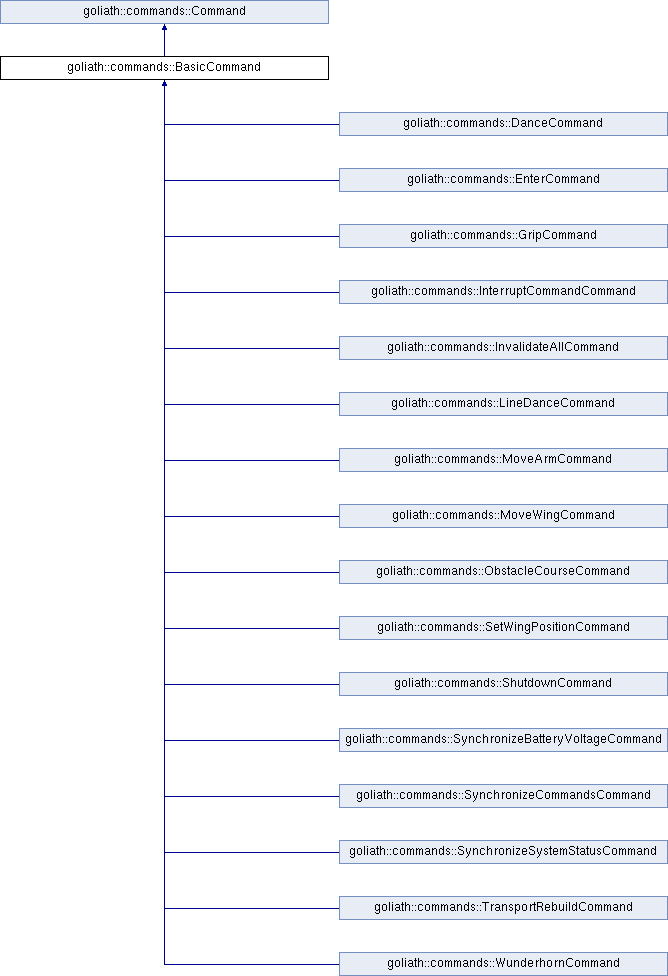 goliath::commands::Command
goliath::commands::BasicCommand
goliath::commands::DanceCommand
goliath::commands::EnterCommand
goliath::commands::GripCommand
goliath::commands::InterruptCommandCommand
goliath::commands::InvalidateAllCommand
goliath::commands::LineDanceCommand
goliath::commands::MoveArmCommand
goliath::commands::MoveWingCommand
goliath::commands::ObstacleCourseCommand
goliath::commands::SetWingPositionCommand
goliath::commands::ShutdownCommand
goliath::commands::SynchronizeBatteryVoltageCommand
goliath::commands::SynchronizeCommandsCommand
goliath::commands::SynchronizeSystemStatusCommand
goliath::commands::TransportRebuildCommand
goliath::commands::WunderhornCommand